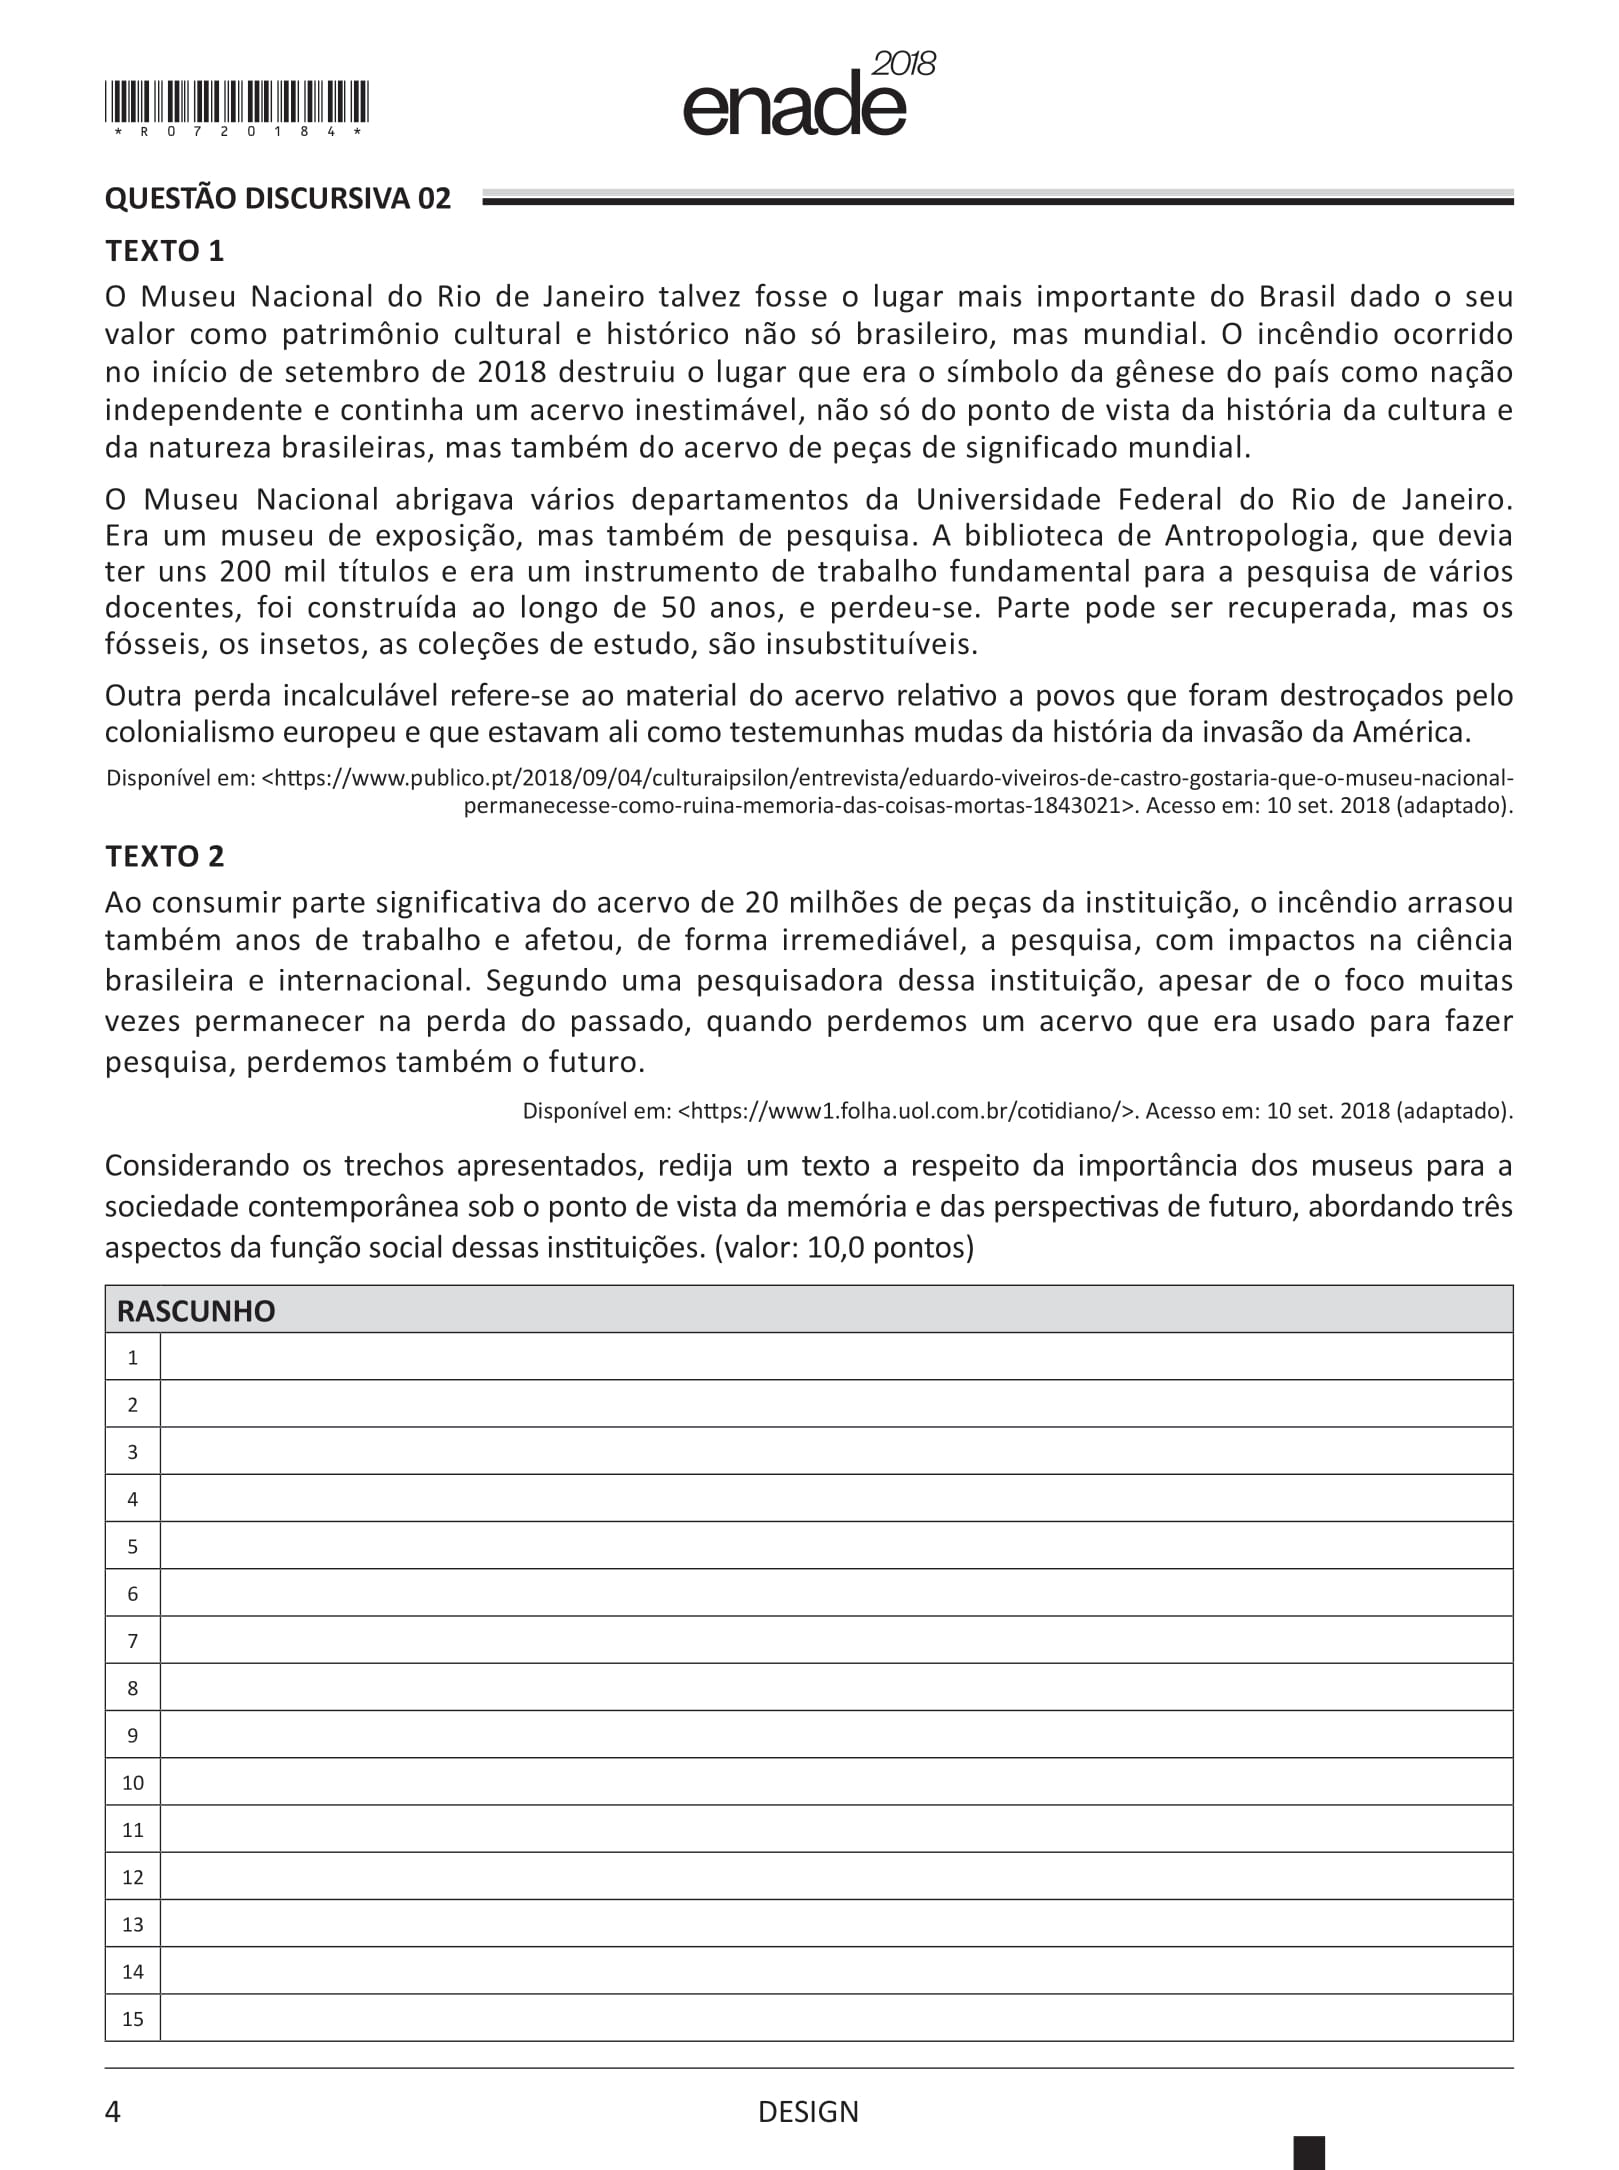 enade 2018
*R0720184*
QUESTÃO DISCURSIVA 02
TEXTO 1
O Museu Nacional do Rio de Janeiro talvez fosse o lugar mais importante do Brasil dado o seu
valor como patrimônio cultural e histórico não só brasileiro, mas mundial. O incêndio ocorrido
no início de setembro de 2018 destruiu o lugar que era o símbolo da gênese do país como nação
independente e continha um acervo inestimável, não só do ponto de vista da história da cultura e
da natureza brasileiras, mas também do acervo de peças de significado mundial.
O Museu Nacional abrigava vários departamentos da Universidade Federal do Rio de Janeiro.
Era um museu de exposição, mas também de pesquisa. A biblioteca de Antropologia, que devia
ter uns 200 mil títulos e era um instrumento de trabalho fundamental para a pesquisa de vários
docentes, foi construída ao longo de 50 anos, e perdeu-se. Parte pode ser recuperada, mas os
fósseis, os insetos, as coleções de estudo, são insubstituíveis.
Outra perda incalculável refere-se ao material do acervo relativo a povos que foram destroçados pelo
colonialismo europeu e que estavam ali como testemunhas mudas da história da invasão da América.
Disponível em: <https://www.publico.pt/2018/09/04/culturaipsilon/entrevista/eduardo-viveiros-de-castro-gostaria-que-o-museu-nacional-
permanecesse-como-ruina-memoria-das-coisas-mortas-1843021>. Acesso em: 10 set. 2018 (adaptado).
TEXTO 2
Ao consumir parte significativa do acervo de 20 milhões de peças da instituição, o incêndio arrasou
também anos de trabalho e afetou, de forma irremediável, a pesquisa, com impactos na ciência
brasileira e internacional. Segundo uma pesquisadora dessa instituição, apesar de o foco muitas
vezes permanecer na perda do passado, quando perdemos um acervo que era usado para fazer
pesquisa, perdemos também o futuro.
Disponível em: <https://www1.folha.uol.com.br/cotidiano/>. Acesso em: 10 set. 2018 (adaptado).
Considerando os trechos apresentados, redija um texto a respeito da importância dos museus para a
sociedade contemporânea sob o ponto de vista da memória e das perspectivas de futuro, abordando três
aspectos da função social dessas instituições. (valor: 10,0 pontos)
RASCUNHO
1
2
3
4
5
6
7
8
9
10
11
12
13
14
15
4
DESIGN